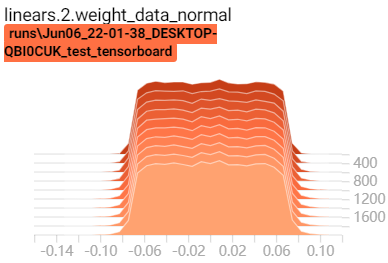 linears.2.weight_data_normal
runs\Jun06_22-01-38_DESKTOP-
QBI0CUK_test_tensorboard
400
800
1200
1600
-0.14 -0.10 -0.06 -0.02 0.02 0.06 0.10